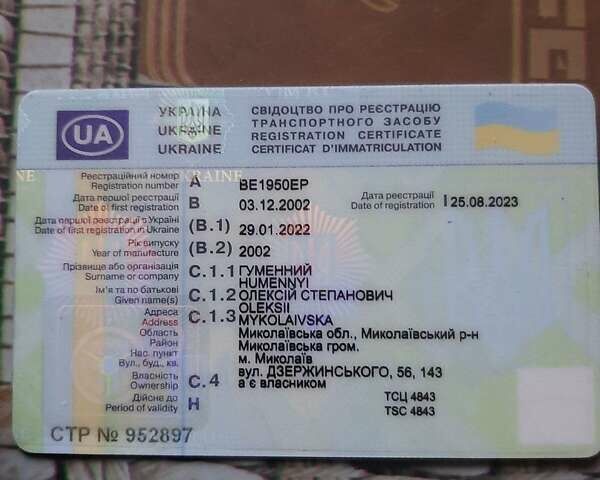 УКРАЇНА
UKRAINE
UKRAINE
UA
СВІДОЦТВО ПРО РЕЄСТРАЦІЮ
ТРАНСПОРТНОГО ЗАСОБУ
REGISTRATION CERTIFICATE
CERTIFICAT D'IMMATRICULATION
Реєстраційний номер A BE1950EP
Registration number
Дата першої реєстрації B 03.12.2002 Дата реєстрації I 25.08.2023
Date of first registration Date of registration
Дата першої реєстрації в Україні (B.1) 29.01.2022
Date of first registration in Ukraine
Рік випуску (B.2) 2002
Year of manufacture
Прізвище або організація C.1.1 ГУМЕННИЙ
Surname or company HUMENNYI
Ім'я та по батькові C.1.2 ОЛЕКСІЙ СТЕПАНОВИЧ
Given name(s) OLEKSII
Адреса C.1.3 MYKOLAIVSKA
Address Миколаївська обл., Миколаївський р-н
Область Миколаївська гром.
Район м. Миколаїв
Нас. пункт вул. ДЗЕРЖИНСЬКОГО, 56, 143
Вул., буд., кв.
Власність C.4 а є власником
Ownership
Дійсне до H ТСЦ 4843
Period of validity TSC 4843
СТР № 952897